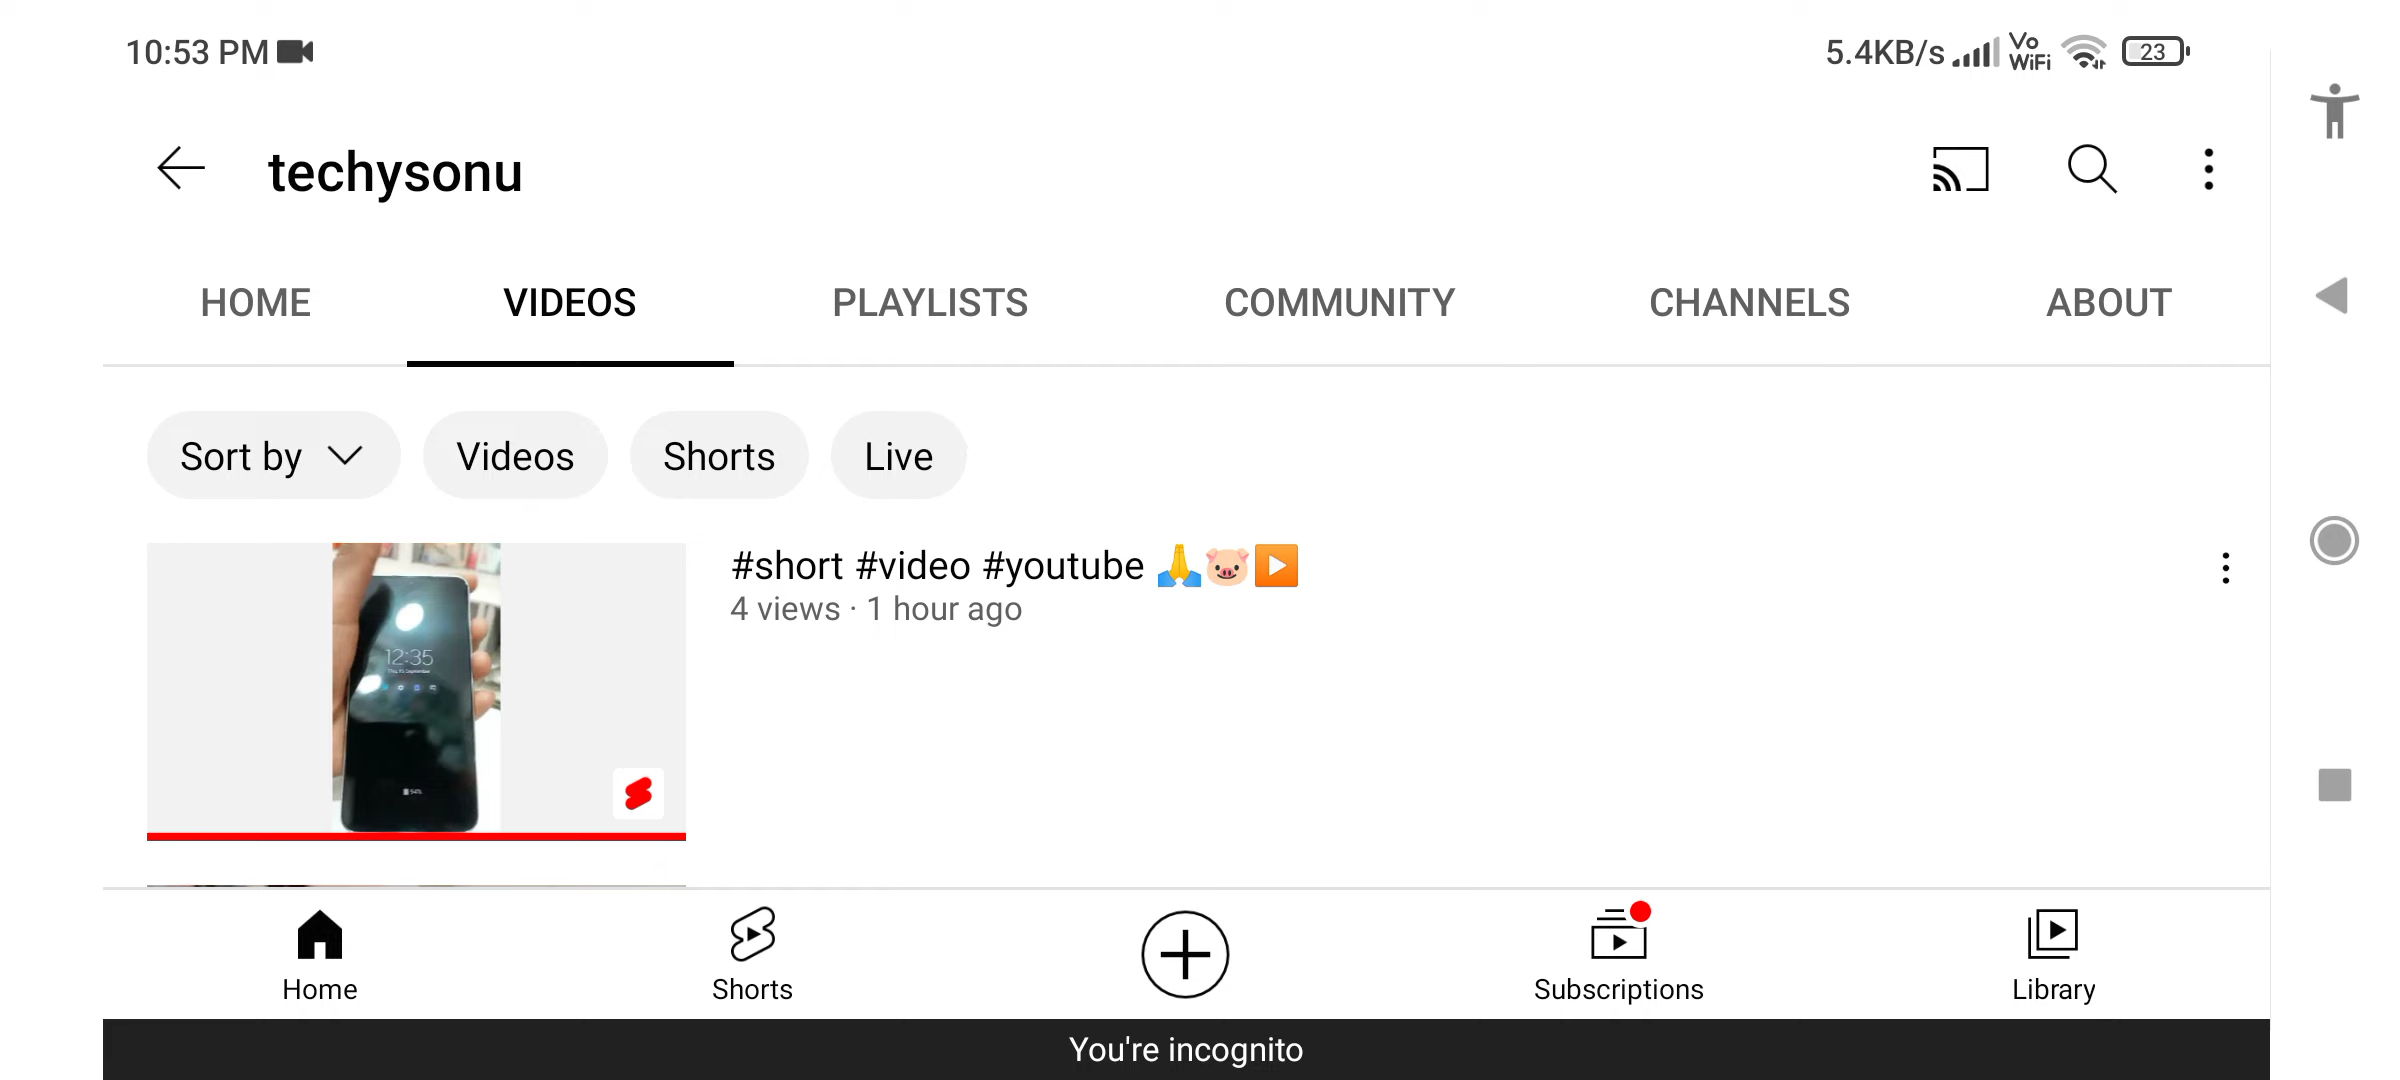 10:53 PM
5.4KB/s Vo WiFi 23
techysonu
HOME VIDEOS PLAYLISTS COMMUNITY CHANNELS ABOUT
Sort by Videos Shorts Live
#short #video #youtube 🙏🐷▶️
4 views · 1 hour ago
12:35
Home Shorts Subscriptions Library
You're incognito